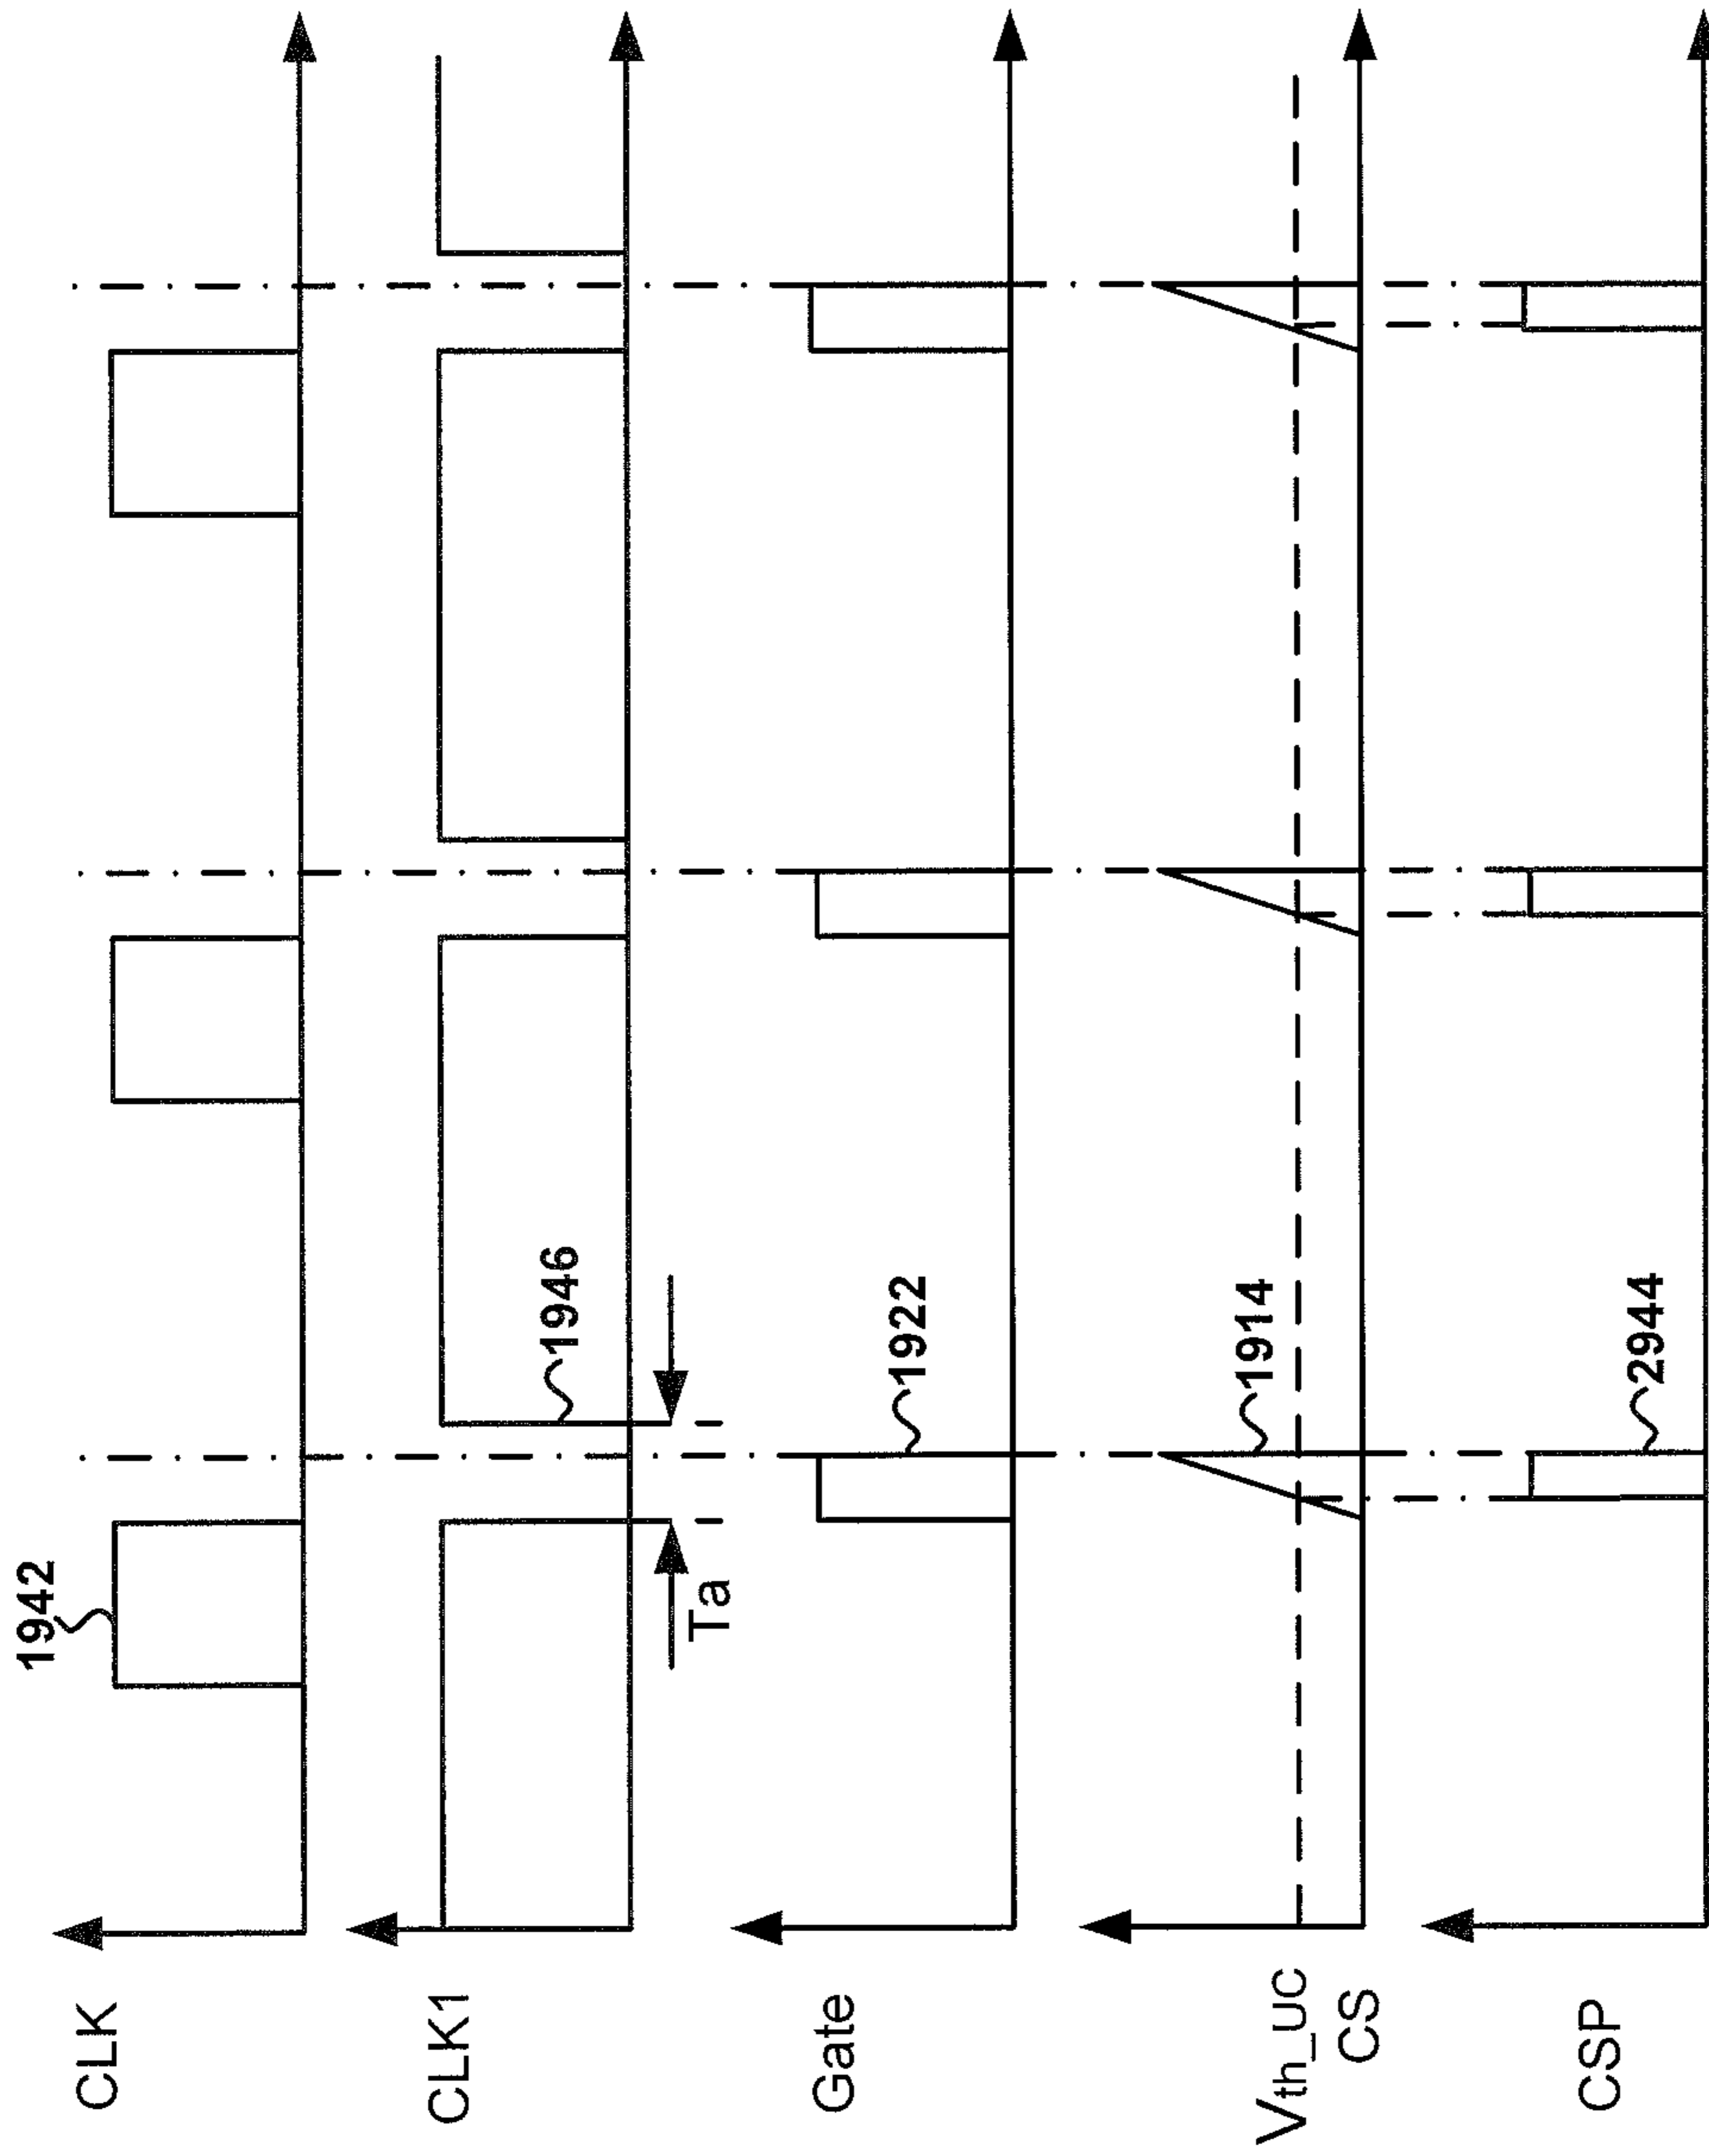 CLK
1942
CLK1
1946
Ta
Gate
1922
Vth_UC
CS
1914
CSP
2944